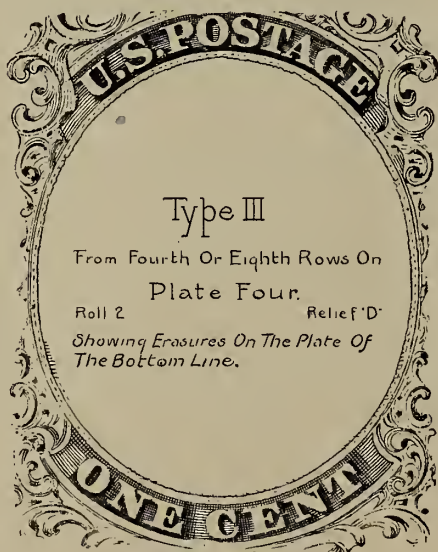 U.S. POSTAGE
Type III
From Fourth Or Eighth Rows On
Plate Four.
Roll 2 Relief "D"
Showing Erasures On The Plate Of
The Bottom Line.
ONE CENT